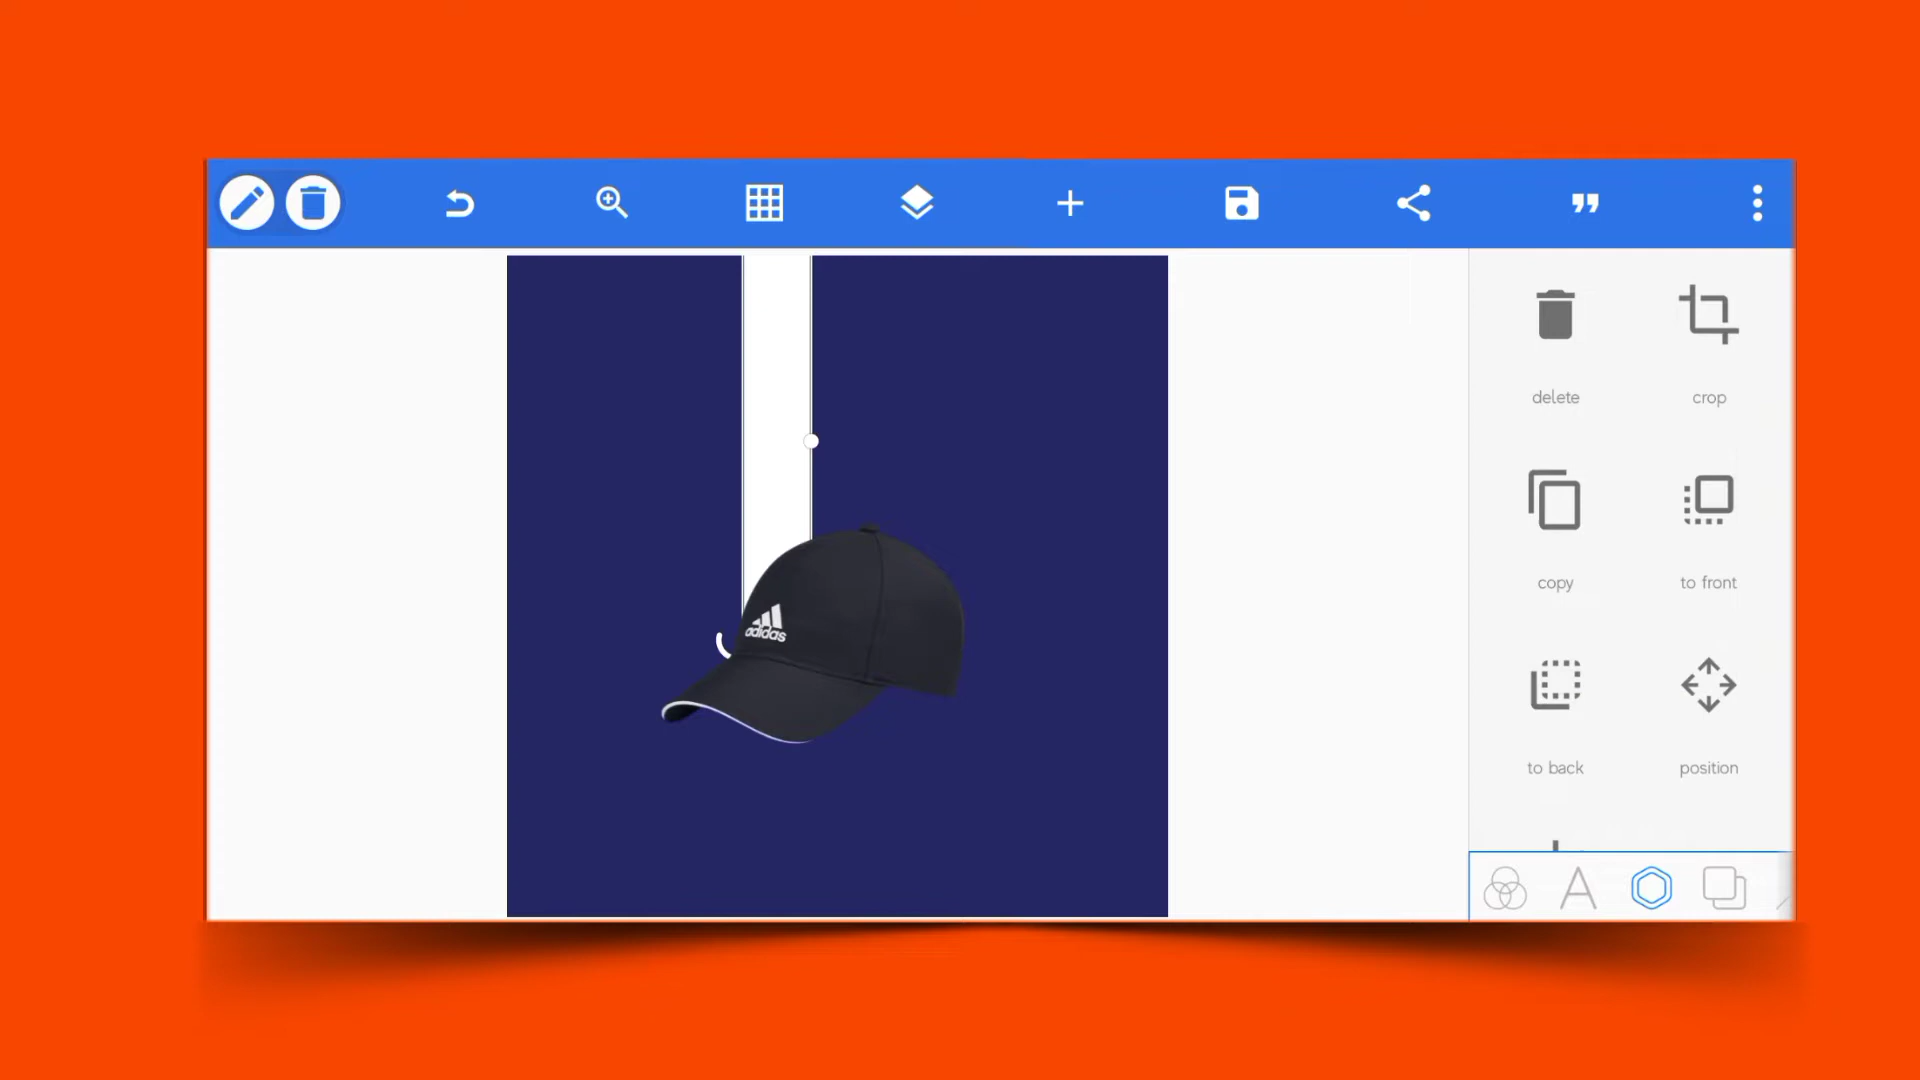 delete
crop
copy
to front
adidas
to back
position